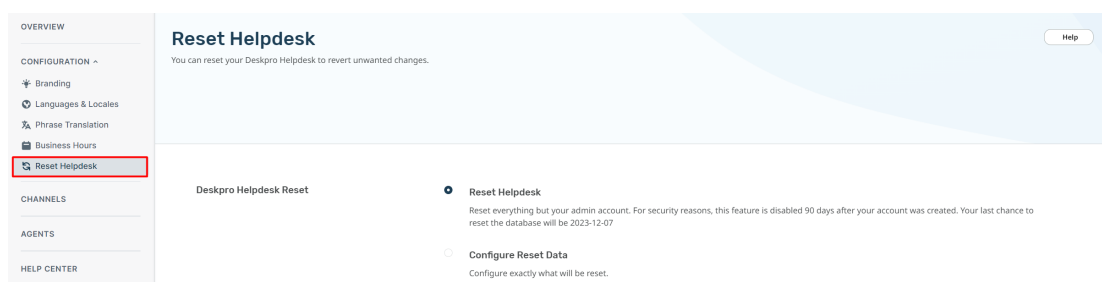 OVERVIEW
CONFIGURATION
Branding
Languages & Locales
Phrase Translation
Business Hours
Reset Helpdesk
CHANNELS
AGENTS
HELP CENTER
Reset Helpdesk
Help
You can reset your Deskpro Helpdesk to revert unwanted changes.
Deskpro Helpdesk Reset
Reset Helpdesk
Reset everything but your admin account. For security reasons, this feature is disabled 90 days after your account was created. Your last chance to
reset the database will be 2023-12-07
Configure Reset Data
Configure exactly what will be reset.